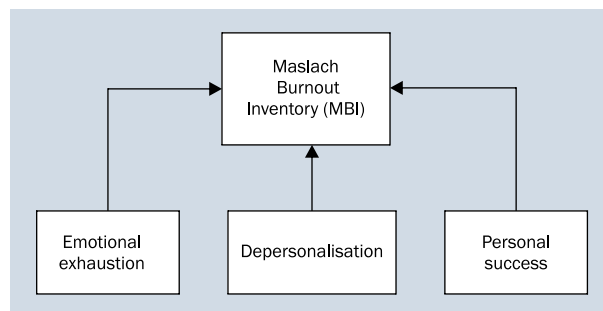 Maslach
Burnout
Inventory (MBI)
Emotional
exhaustion
Depersonalisation
Personal
success